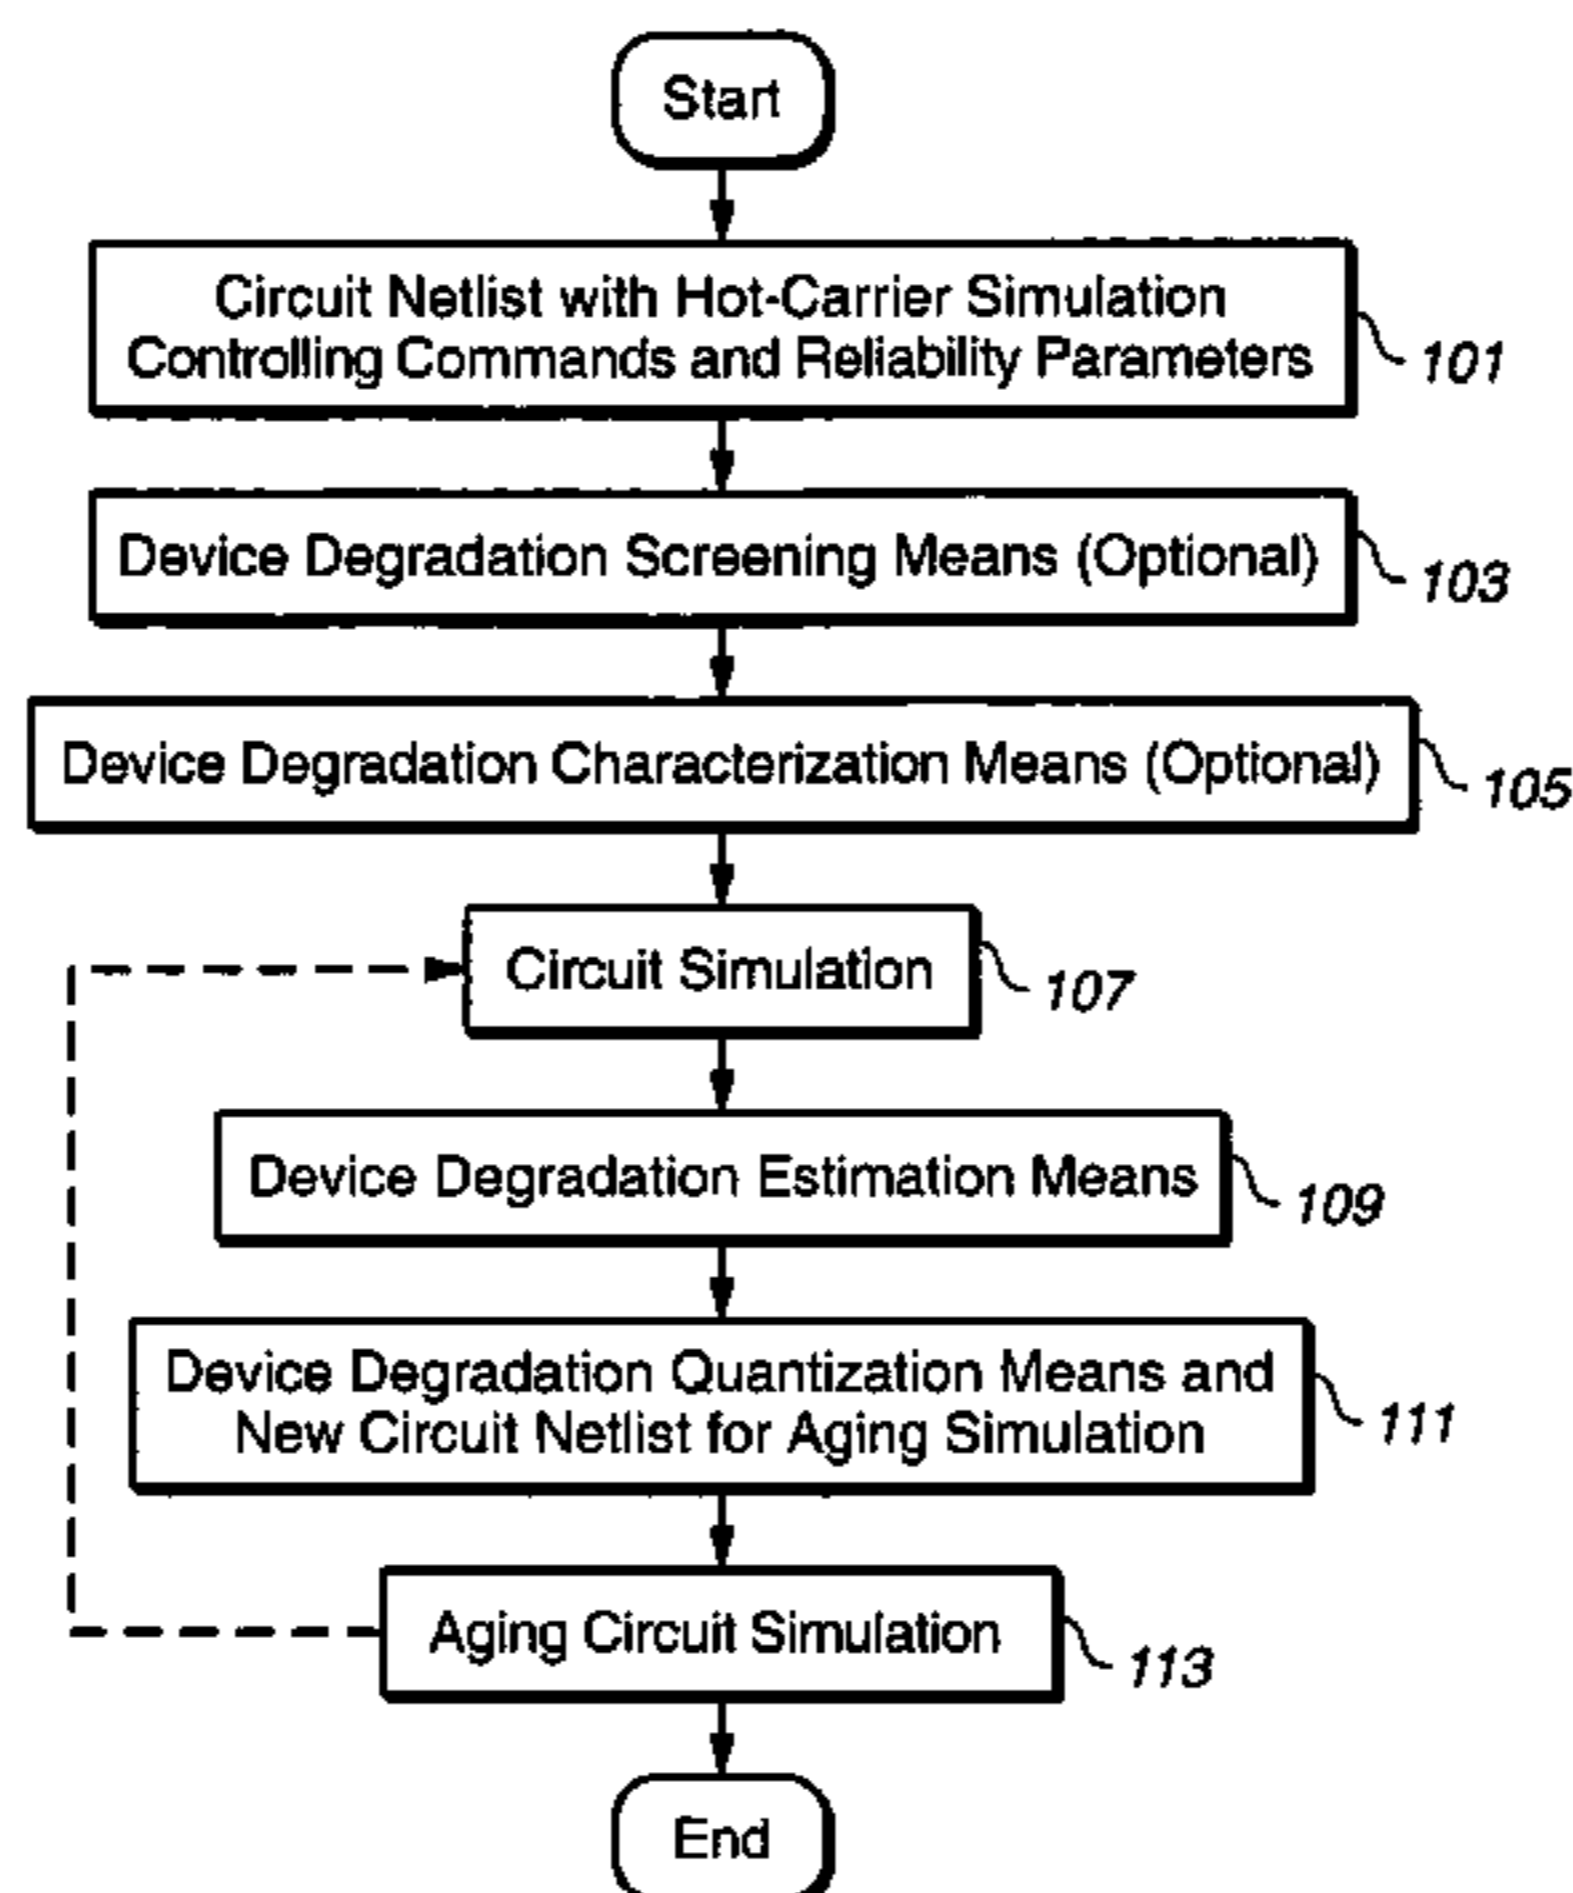 Start
Circuit Netlist with Hot-Carrier Simulation
Controlling Commands and Reliability Parameters
101
Device Degradation Screening Means (Optional)
103
Device Degradation Characterization Means (Optional)
105
Circuit Simulation
107
Device Degradation Estimation Means
109
Device Degradation Quantization Means and
New Circuit Netlist for Aging Simulation
111
Aging Circuit Simulation
113
End